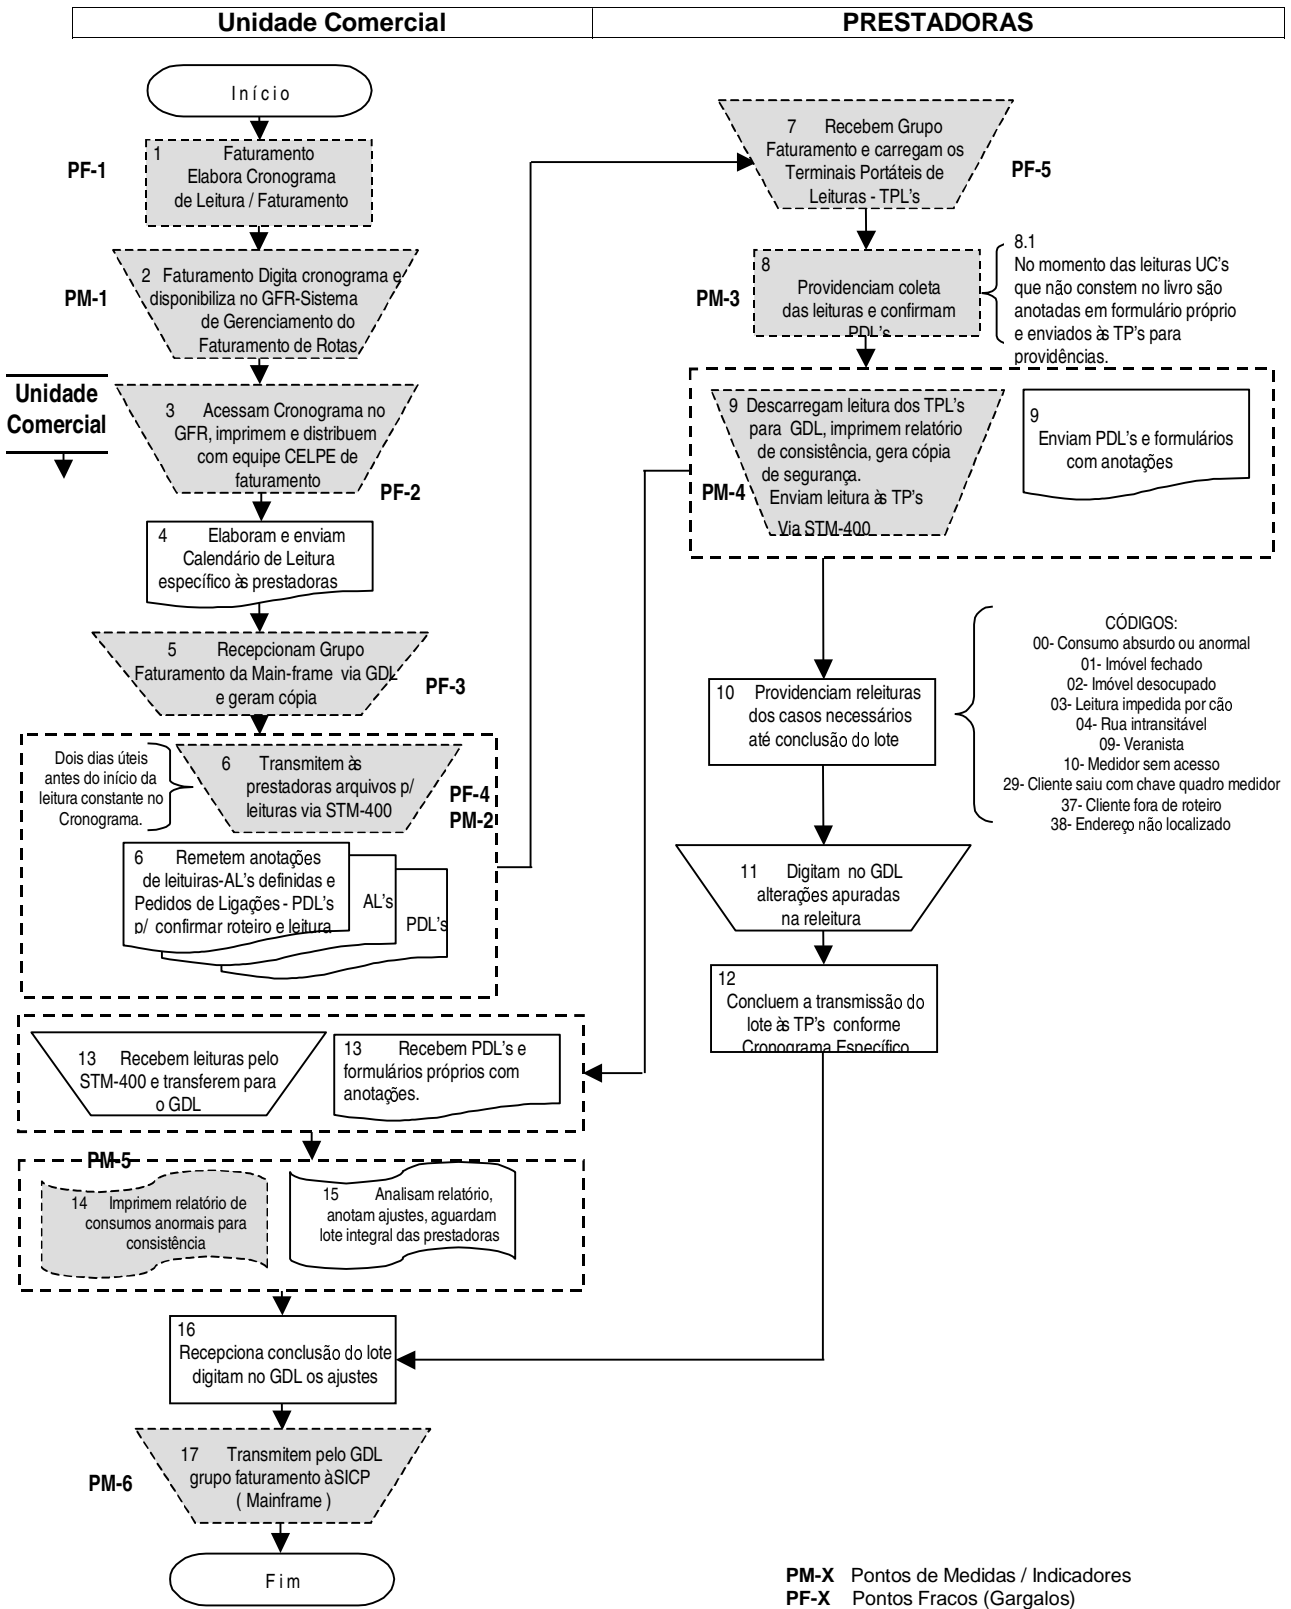 Unidade Comercial
PRESTADORAS
Início
PF-1
1 Faturamento
Elabora Cronograma
de Leitura / Faturamento
PM-1
2 Faturamento Digita cronograma e
disponibiliza no GFR-Sistema
de Gerenciamento do
Faturamento de Rotas
Unidade
Comercial
3 Acessam Cronograma no
GFR, imprimem e distribuem
com equipe CELPE de
faturamento
PF-2
4 Elaboram e enviam
Calendário de Leitura
específico às prestadoras
5 Recepcionam Grupo
Faturamento da Main-frame via GDL
e geram cópia
PF-3
Dois dias úteis
antes do início da
leitura constante no
Cronograma.
6 Transmitem às
prestadoras arquivos p/
leituras via STM-400
PF-4
PM-2
6 Remetem anotações
de leituiras-AL's definidas e
Pedidos de Ligações - PDL's
p/ confirmar roteiro e leitura
AL's
PDL's
7 Recebem Grupo
Faturamento e carregam os
Terminais Portáteis de
Leituras - TPL's
PF-5
PM-3
8
Providenciam coleta
das leituras e confirmam
PDL's
8.1
No momento das leituras UC's
que não constem no livro são
anotadas em formulário próprio
e enviados às TP's para
providências.
PM-4
9 Descarregam leitura dos TPL's
para GDL, imprimem relatório
de consistência, gera cópia
de segurança.
Enviam leitura às TP's
Via STM-400
9
Enviam PDL's e formulários
com anotações
10 Providenciam releituras
dos casos necessários
até conclusão do lote
CÓDIGOS:
00- Consumo absurdo ou anormal
01- Imóvel fechado
02- Imóvel desocupado
03- Leitura impedida por cão
04- Rua intransitável
09- Veranista
10- Medidor sem acesso
29- Cliente saiu com chave quadro medidor
37- Cliente fora de roteiro
38- Endereço não localizado
11 Digitam no GDL
alterações apuradas
na releitura
12
Concluem a transmissão do
lote às TP's conforme
Cronograma Específico
13 Recebem leituras pelo
STM-400 e transferem para
o GDL
13 Recebem PDL's e
formulários próprios com
anotações.
PM-5
14 Imprimem relatório de
consumos anormais para
consistência
15 Analisam relatório,
anotam ajustes, aguardam
lote integral das prestadoras
16
Recepciona conclusão do lote
digitam no GDL os ajustes
PM-6
17 Transmitem pelo GDL
grupo faturamento àSICP
( Mainframe )
Fim
PM-X Pontos de Medidas / Indicadores
PF-X Pontos Fracos (Gargalos)